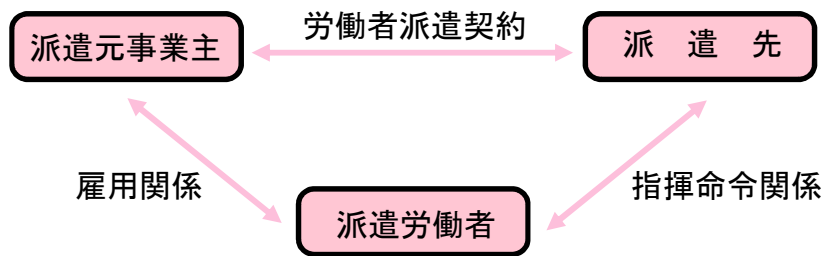 労働者派遣契約
派遣元事業主
派　遣　先
雇用関係
指揮命令関係
派遣労働者